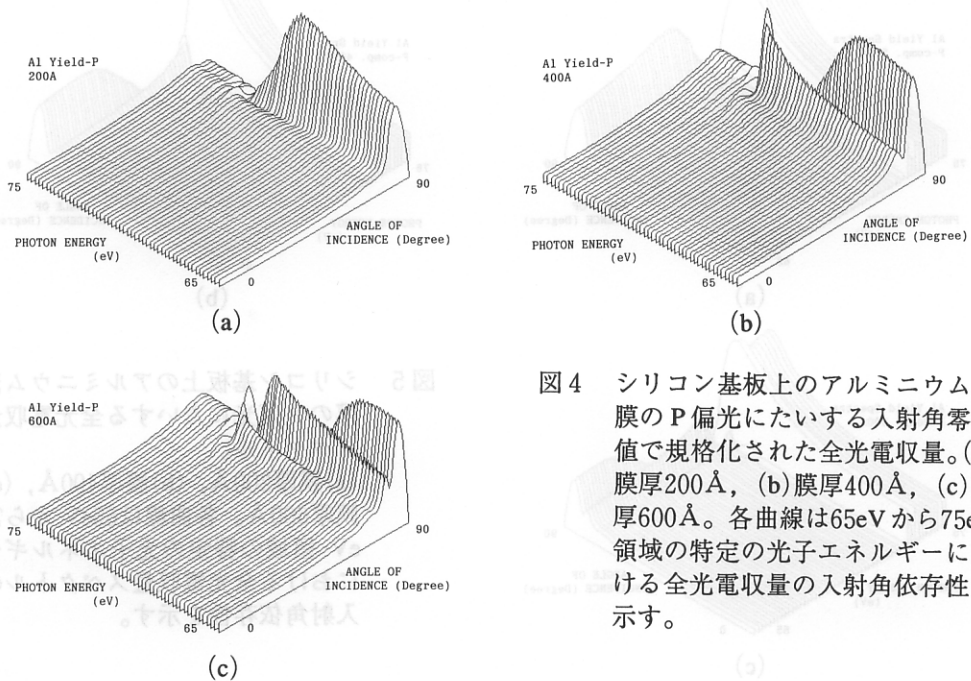 Al Yield-P
200A
75
90
PHOTON ENERGY
(eV)
ANGLE OF
INCIDENCE (Degree)
65
0
(a)
Al Yield-P
400A
75
90
PHOTON ENERGY
(eV)
ANGLE OF
INCIDENCE (Degree)
65
0
(b)
Al Yield-P
600A
75
90
PHOTON ENERGY
(eV)
ANGLE OF
INCIDENCE (Degree)
65
0
(c)
図4 シリコン基板上のアルミニウム
膜のP偏光にたいする入射角零
値で規格化された全光電収量。(
膜厚200Å, (b)膜厚400Å, (c)
厚600Å。各曲線は65eVから75e
領域の特定の光子エネルギーに
ける全光電収量の入射角依存性
示す。